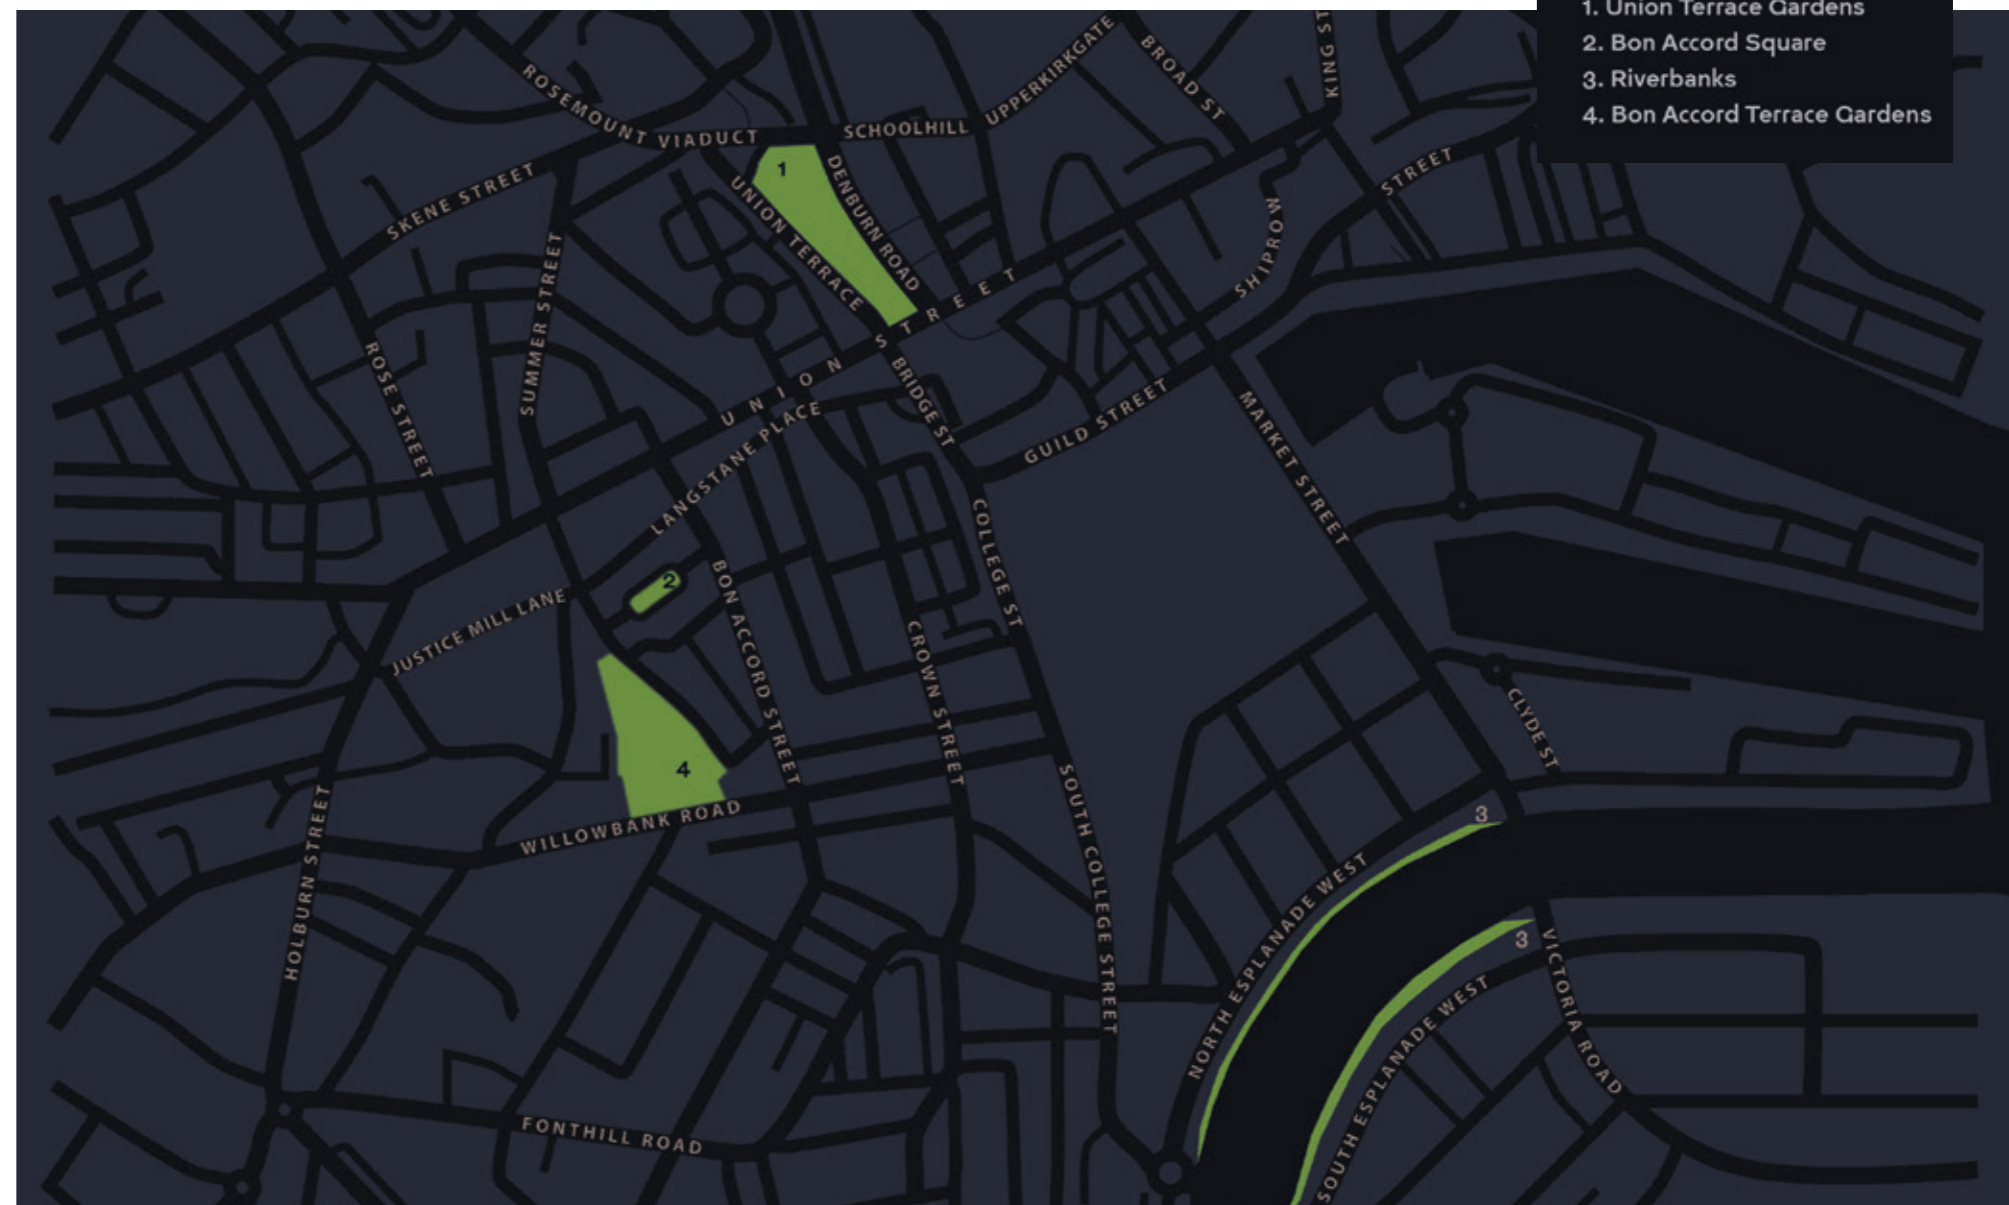 1. Union Terrace Gardens
2. Bon Accord Square
3. Riverbanks
4. Bon Accord Terrace Gardens
KING ST
BROAD ST
UPPERKIRKGATE
ROSEMOUNT VIADUCT
SCHOOLHILL
1
SKENE STREET
STREET
UNION TERRACE
DENBURN ROAD
SHIPROW
SUMMER STREET
UNION STREET
ROSE STREET
BRIDGE ST
LANGSTANE PLACE
GUILD STREET
MARKET STREET
COLLEGE ST
2
JUSTICE MILL LANE
BON ACCORD STREET
CROWN STREET
CLYDE ST
4
WILLOWBANK ROAD
SOUTH COLLEGE STREET
HOLBURN STREET
3
NORTH ESPLANADE WEST
3
VICTORIA ROAD
SOUTH ESPLANADE WEST
FONTHILL ROAD